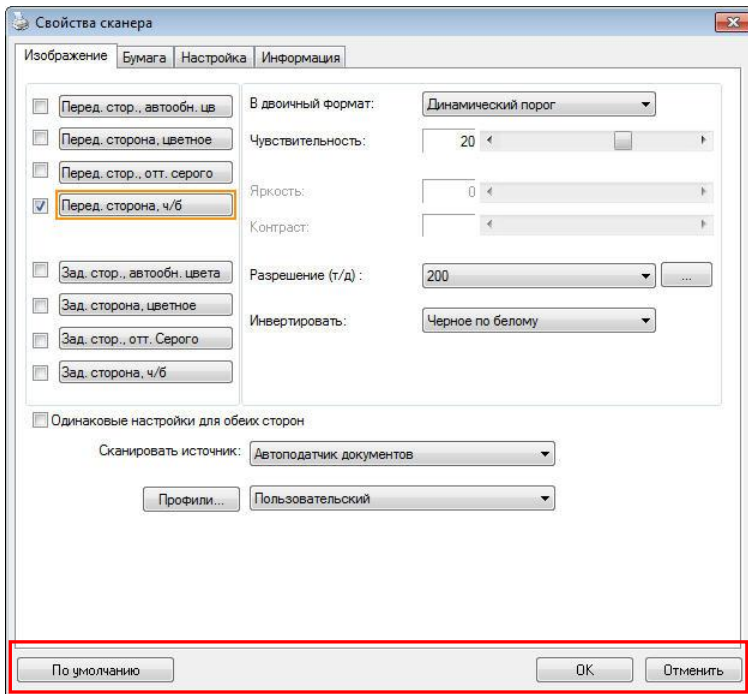 Свойства сканера
Изображение Бумага Настройка Информация
Перед. стор., автообн. цв
Перед. сторона, цветное
Перед. стор., отт. серого
Перед. сторона, ч/б
Зад. стор., автообн. цвета
Зад. сторона, цветное
Зад. стор., отт. Серого
Зад. сторона, ч/б
В двоичный формат: Динамический порог
Чувствительность: 20
Яркость: 0
Контраст:
Разрешение (т/д) : 200 ...
Инвертировать: Черное по белому
Одинаковые настройки для обеих сторон
Сканировать источник: Автоподатчик документов
Профили... Пользовательский
По умолчанию OK Отменить